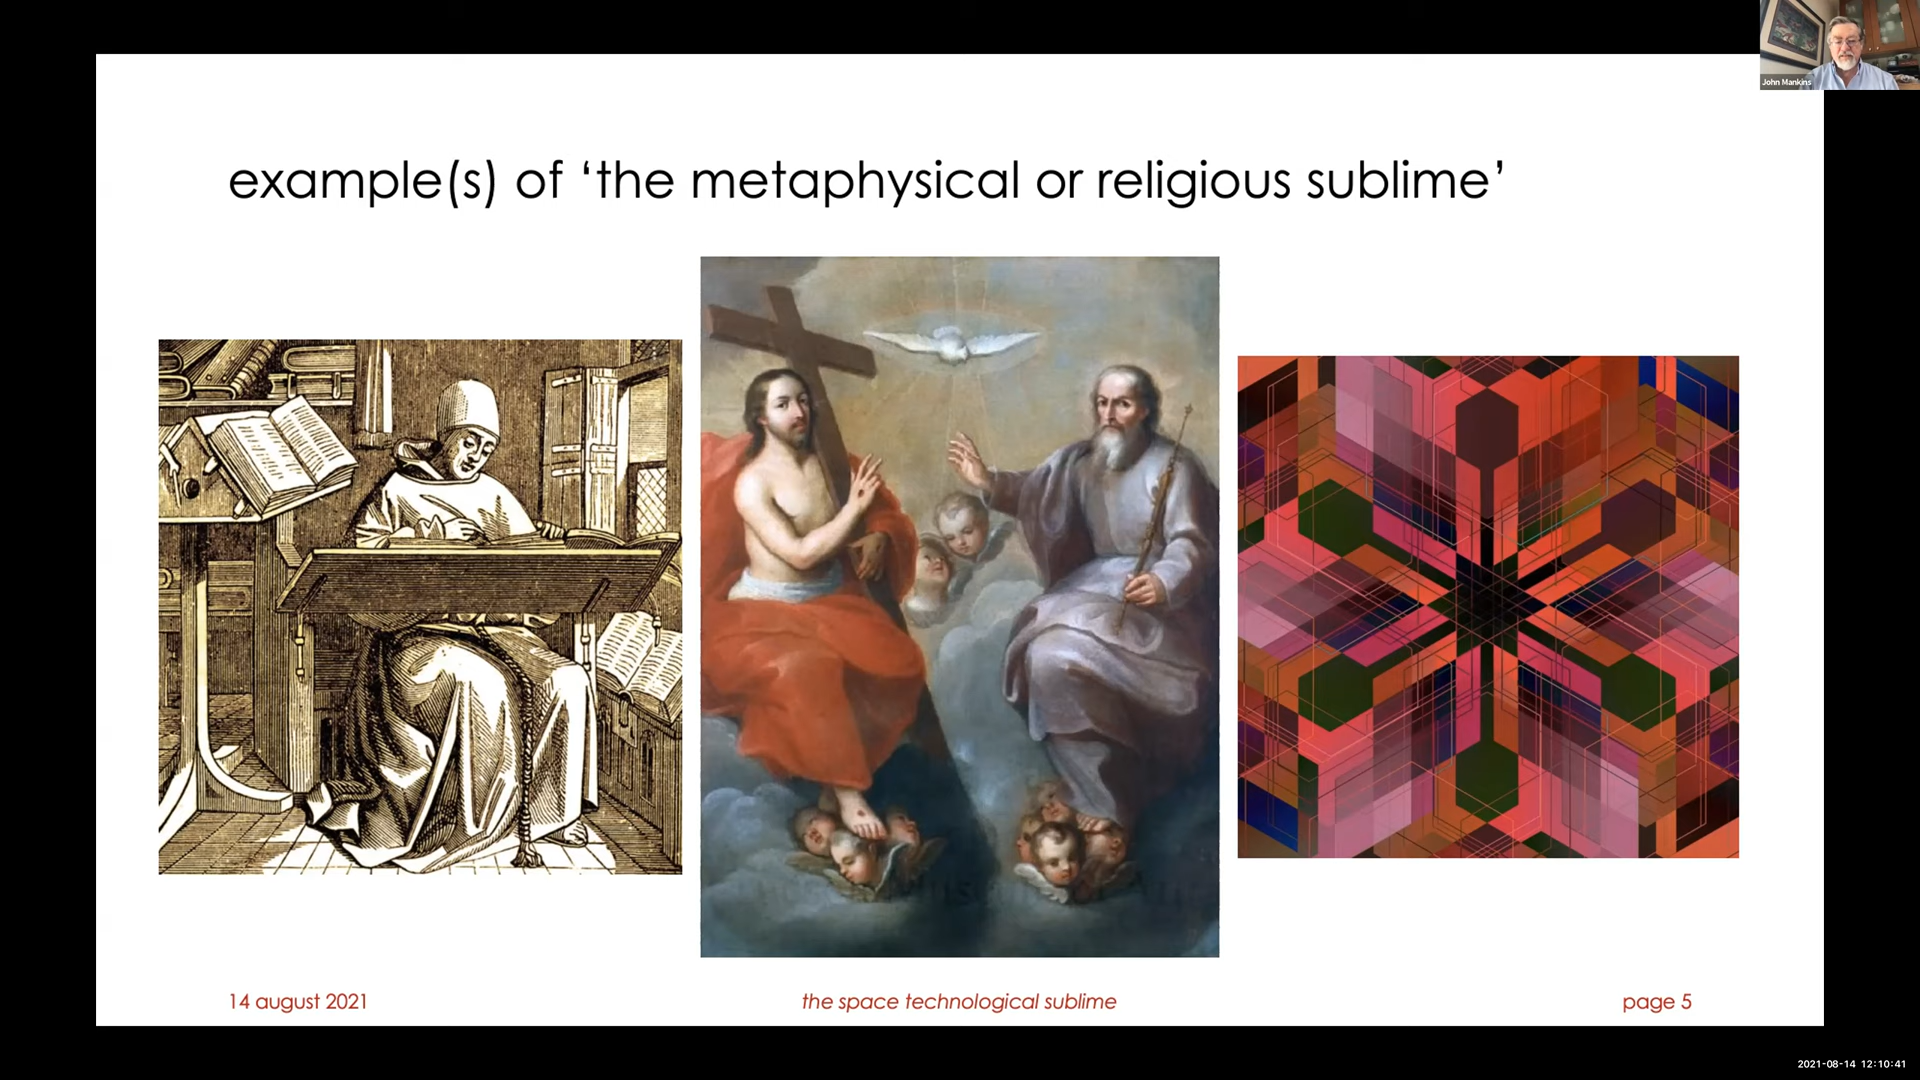 John Mankins
example(s) of ‘the metaphysical or religious sublime’
14 august 2021
the space technological sublime
page 5
2021-08-14 12:10:41